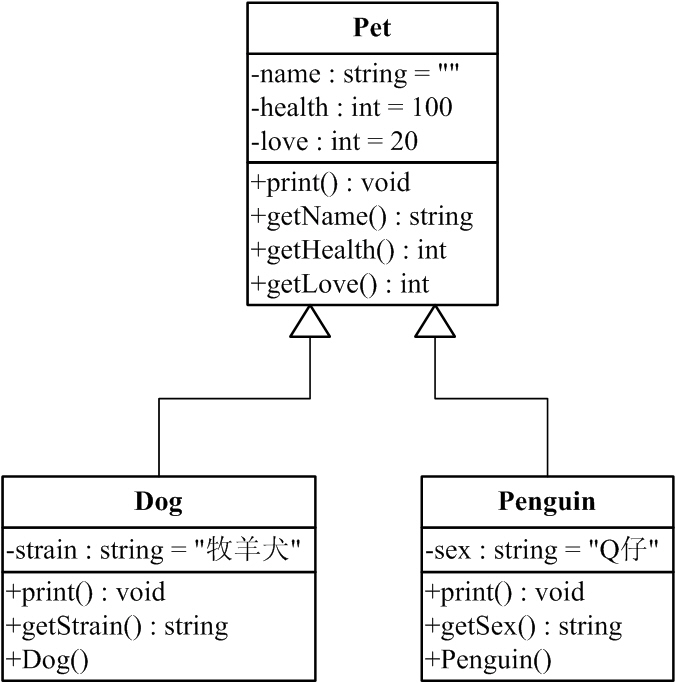 Pet
-name : string = ""
-health : int = 100
-love : int = 20
+print() : void
+getName() : string
+getHealth() : int
+getLove() : int
Dog
-strain : string = "牧羊犬"
+print() : void
+getStrain() : string
+Dog()
Penguin
-sex : string = "Q仔"
+print() : void
+getSex() : string
+Penguin()